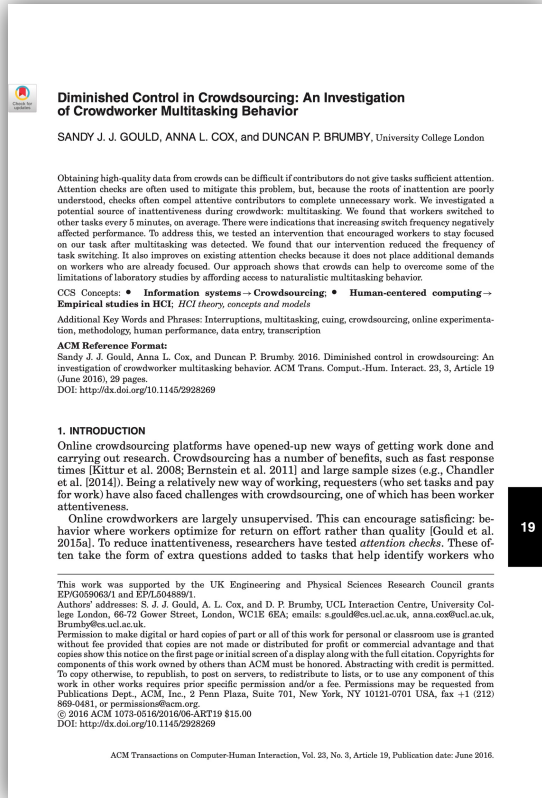 Check for
updates
Diminished Control in Crowdsourcing: An Investigation
of Crowdworker Multitasking Behavior
SANDY J. J. GOULD, ANNA L. COX, and DUNCAN P. BRUMBY, University College London
Obtaining high-quality data from crowds can be difficult if contributors do not give tasks sufficient attention.
Attention checks are often used to mitigate this problem, but, because the roots of inattention are poorly
understood, checks often compel attentive contributors to complete unnecessary work. We investigated a
potential source of inattentiveness during crowdwork: multitasking. We found that workers switched to
other tasks every 5 minutes, on average. There were indications that increasing switch frequency negatively
affected performance. To address this, we tested an intervention that encouraged workers to stay focused
on our task after multitasking was detected. We found that our intervention reduced the frequency of
task switching. It also improves on existing attention checks because it does not place additional demands
on workers who are already focused. Our approach shows that crowds can help to overcome some of the
limitations of laboratory studies by affording access to naturalistic multitasking behavior.
CCS Concepts: • Information systems → Crowdsourcing; • Human-centered computing →
Empirical studies in HCI; HCI theory, concepts and models
Additional Key Words and Phrases: Interruptions, multitasking, cuing, crowdsourcing, online experimenta-
tion, methodology, human performance, data entry, transcription
ACM Reference Format:
Sandy J. J. Gould, Anna L. Cox, and Duncan P. Brumby. 2016. Diminished control in crowdsourcing: An
investigation of crowdworker multitasking behavior. ACM Trans. Comput.-Hum. Interact. 23, 3, Article 19
(June 2016), 29 pages.
DOI: http://dx.doi.org/10.1145/2928269
1. INTRODUCTION
Online crowdsourcing platforms have opened-up new ways of getting work done and
carrying out research. Crowdsourcing has a number of benefits, such as fast response
times [Kittur et al. 2008; Bernstein et al. 2011] and large sample sizes (e.g., Chandler
et al. [2014]). Being a relatively new way of working, requesters (who set tasks and pay
for work) have also faced challenges with crowdsourcing, one of which has been worker
attentiveness.
Online crowdworkers are largely unsupervised. This can encourage satisficing: be-
havior where workers optimize for return on effort rather than quality [Gould et al.
2015a]. To reduce inattentiveness, researchers have tested attention checks. These of-
ten take the form of extra questions added to tasks that help identify workers who
19
This work was supported by the UK Engineering and Physical Sciences Research Council grants
EP/G059063/1 and EP/L504889/1.
Authors' addresses: S. J. J. Gould, A. L. Cox, and D. P. Brumby, UCL Interaction Centre, University Col-
lege London, 66-72 Gower Street, London, WC1E 6EA; emails: s.gould@cs.ucl.ac.uk, anna.cox@ucl.ac.uk,
Brumby@cs.ucl.ac.uk.
Permission to make digital or hard copies of part or all of this work for personal or classroom use is granted
without fee provided that copies are not made or distributed for profit or commercial advantage and that
copies show this notice on the first page or initial screen of a display along with the full citation. Copyrights for
components of this work owned by others than ACM must be honored. Abstracting with credit is permitted.
To copy otherwise, to republish, to post on servers, to redistribute to lists, or to use any component of this
work in other works requires prior specific permission and/or a fee. Permissions may be requested from
Publications Dept., ACM, Inc., 2 Penn Plaza, Suite 701, New York, NY 10121-0701 USA, fax +1 (212)
869-0481, or permissions@acm.org.
© 2016 ACM 1073-0516/2016/06-ART19 $15.00
DOI: http://dx.doi.org/10.1145/2928269
ACM Transactions on Computer-Human Interaction, Vol. 23, No. 3, Article 19, Publication date: June 2016.